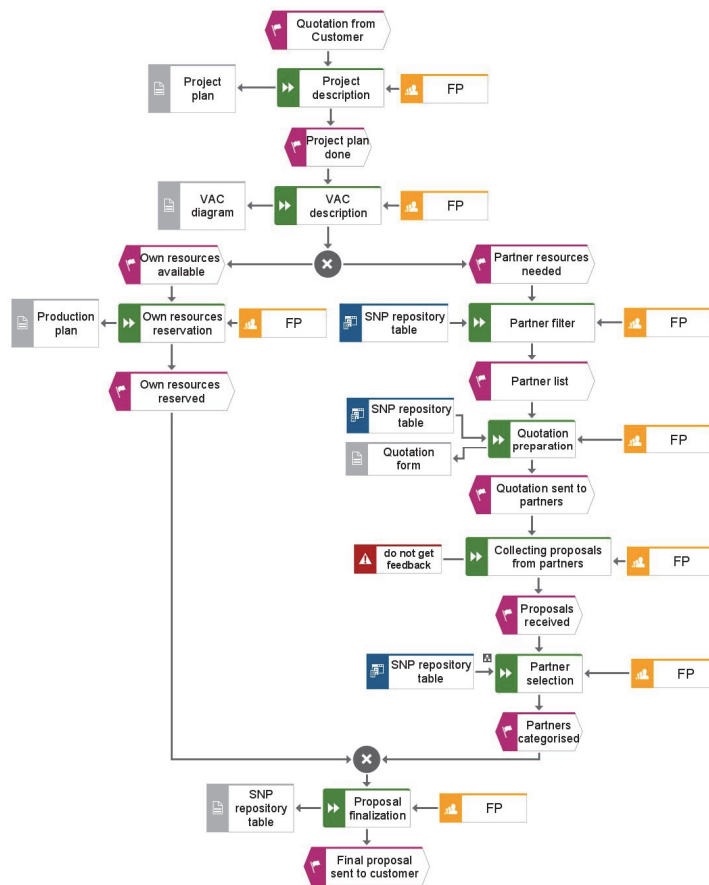 Quotation from
Customer
Project
plan
Project
description
FP
Project plan
done
VAC
diagram
VAC
description
FP
Own resources
available
Partner resources
needed
Production
plan
Own resources
reservation
FP
SNP repository
table
Partner filter
FP
Own resources
reserved
Partner list
SNP repository
table
Quotation
form
Quotation
preparation
FP
Quotation sent to
partners
do not get
feedback
Collecting proposals
from partners
FP
Proposals
received
SNP repository
table
Partner
selection
FP
Partners
categorised
SNP
repository
table
Proposal
finalization
FP
Final proposal
sent to customer